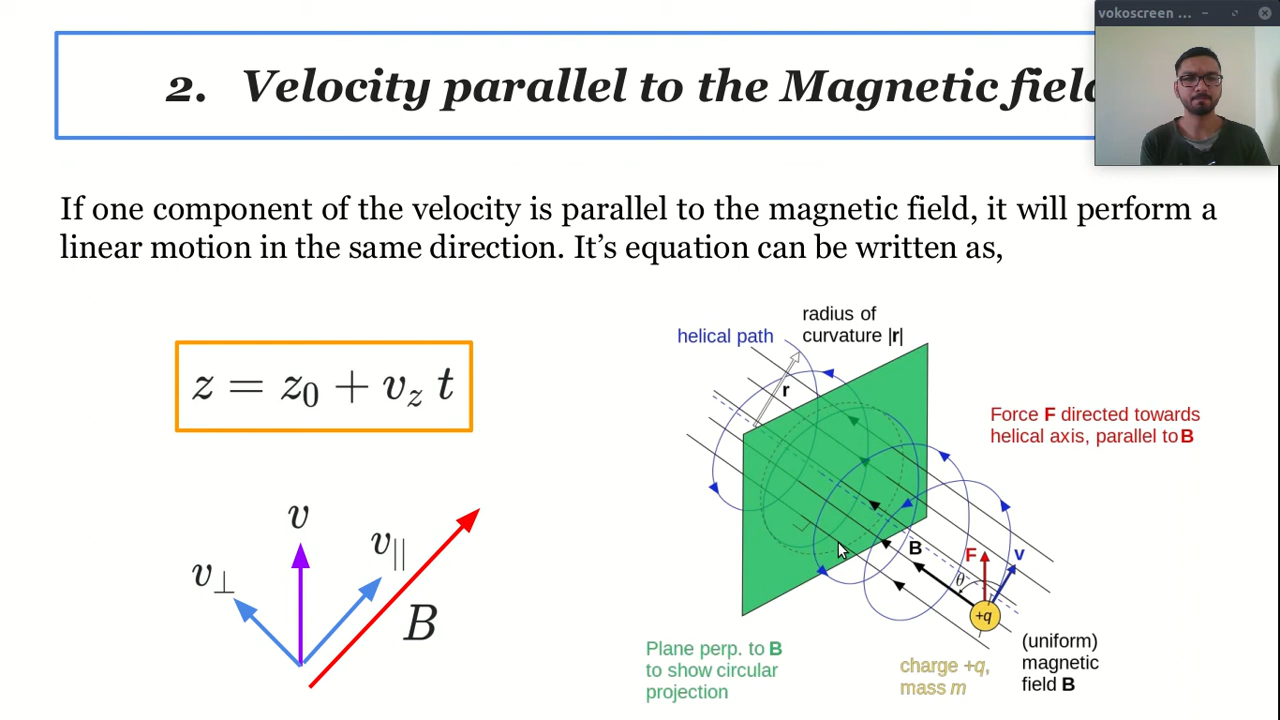 vokoscreen ...
2. Velocity parallel to the Magnetic field
If one component of the velocity is parallel to the magnetic field, it will perform a
linear motion in the same direction. It's equation can be written as,
z = z₀ + v_z t
v
v_⊥
v_||
B
helical path
radius of
curvature |r|
r
Force F directed towards
helical axis, parallel to B
B
F
v
θ
+q
Plane perp. to B
to show circular
projection
charge +q,
mass m
(uniform)
magnetic
field B